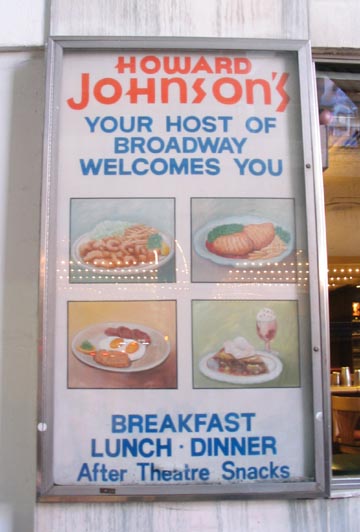 HOWARD
JOHNSON'S
YOUR HOST OF
BROADWAY
WELCOMES YOU
BREAKFAST
LUNCH · DINNER
After Theatre Snacks